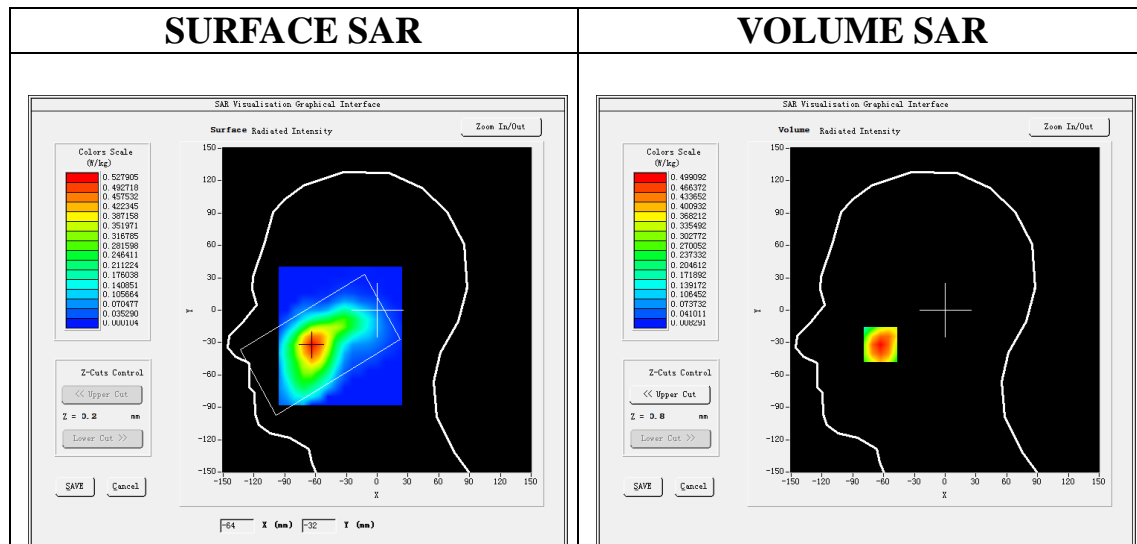 SURFACE SAR
VOLUME SAR
SAR Visualisation Graphical Interface
Surface Radiated Intensity
Zoom In/Out
Colors Scale
(W/kg)
0.527905
0.492718
0.457532
0.422345
0.387158
0.351971
0.316785
0.281598
0.246411
0.211224
0.176038
0.140851
0.105664
0.070477
0.035290
0.000104
Z-Cuts Control
<< Upper Cut
Z = 0.2 mm
Lower Cut >>
SAVE Cancel
150
120
90
60
30
0
-30
-60
-90
-120
-150
Y
-150 -120 -90 -60 -30 0 30 60 90 120 150
X
-64 X (mm) -32 Y (mm)
SAR Visualisation Graphical Interface
Volume Radiated Intensity
Zoom In/Out
Colors Scale
(W/kg)
0.499092
0.466372
0.433652
0.400932
0.368212
0.335492
0.302772
0.270052
0.237332
0.204612
0.171892
0.139172
0.106452
0.073732
0.041011
0.008291
Z-Cuts Control
<< Upper Cut
Z = 0.8 mm
Lower Cut >>
SAVE Cancel
150
120
90
60
30
0
-30
-60
-90
-120
-150
Y
-150 -120 -90 -60 -30 0 30 60 90 120 150
X